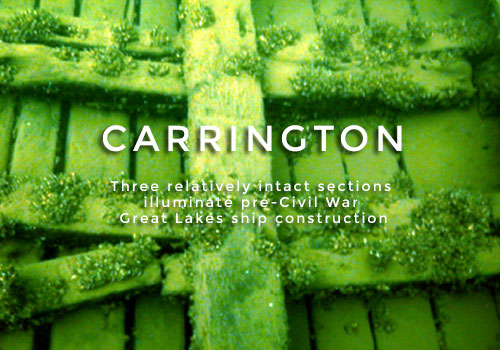 CARRINGTON
Three relatively intact sections
illuminate pre-Civil War
Great Lakes ship construction